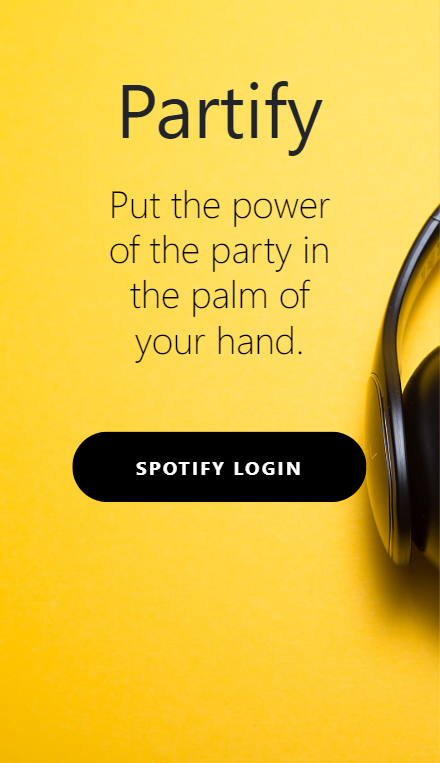 Partify
Put the power
of the party in
the palm of
your hand.
SPOTIFY LOGIN